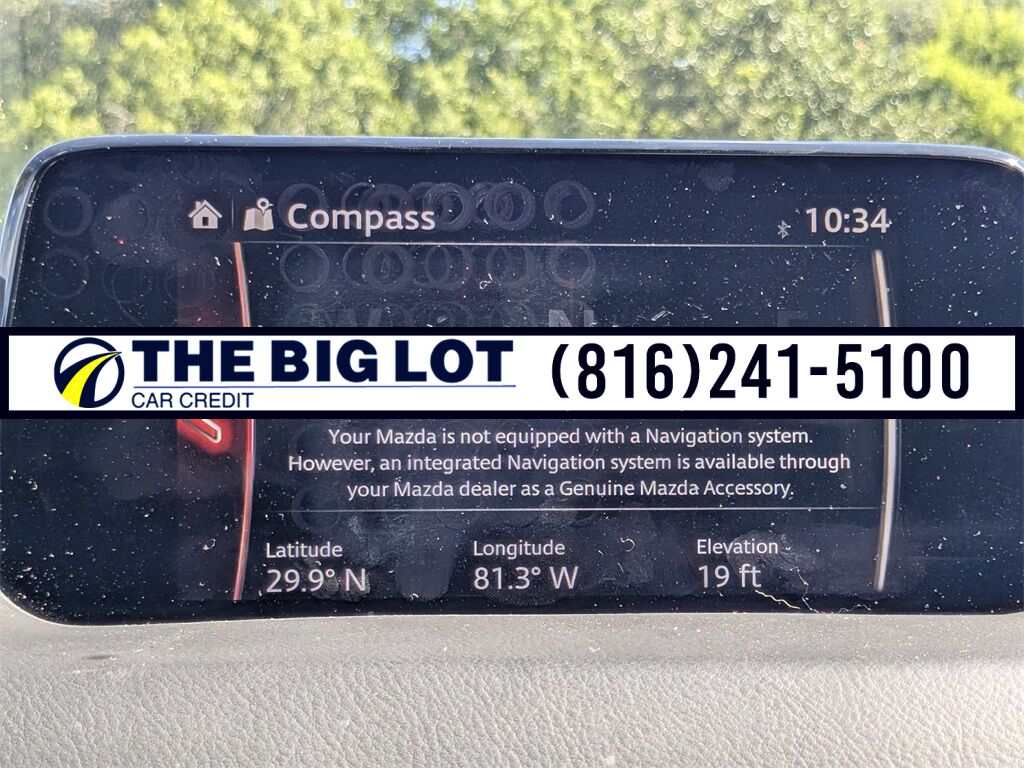 Compass
10:34
W N E
THE BIG LOT
CAR CREDIT
(816)241-5100
Your Mazda is not equipped with a Navigation system.
However, an integrated Navigation system is available through
your Mazda dealer as a Genuine Mazda Accessory.
Latitude Longitude Elevation
29.9° N 81.3° W 19 ft